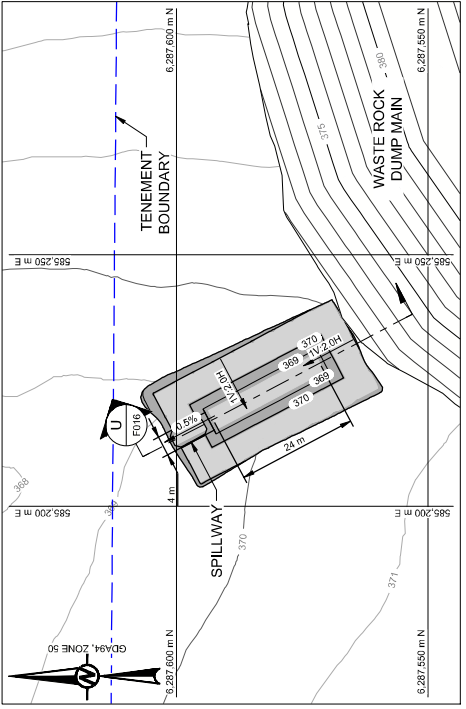 6,287,600 m N
6,287,550 m N
380
375
WASTE ROCK
DUMP MAIN
TENEMENT
BOUNDARY
585,250 m E
585,250 m E
370
369
1V:2.0H
369
370
1V:2.0H
0.5%
U
F016
24 m
4 m
368
369
585,200 m E
585,200 m E
SPILLWAY
370
371
GDA94, ZONE 50
N
6,287,600 m N
6,287,550 m N